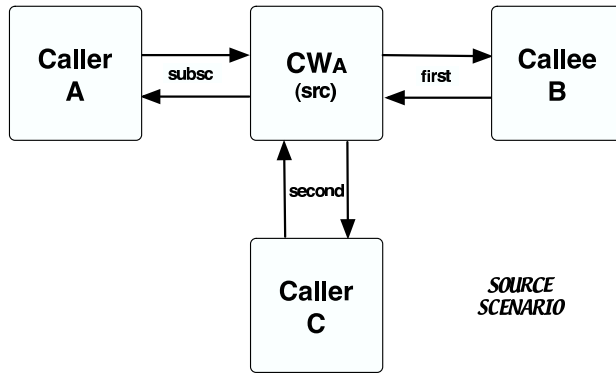 Caller
A
subsc
CWA
(src)
first
Callee
B
second
Caller
C
SOURCE
SCENARIO